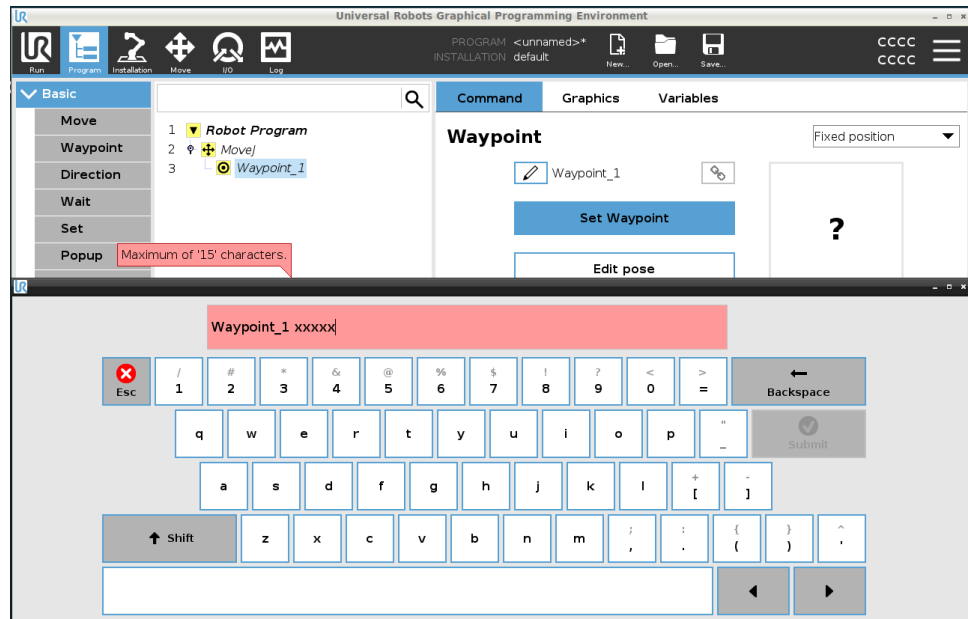 UR Universal Robots Graphical Programming Environment
UR
Run Program Installation Move I/O Log
PROGRAM <unnamed>*
INSTALLATION default
New... Open... Save...
CCCC
CCCC
Basic
Move
Waypoint
Direction
Wait
Set
Popup
1 Robot Program
2 MoveJ
3 Waypoint_1
Command Graphics Variables
Waypoint
Fixed position
Waypoint_1
Set Waypoint
?
Edit pose
Maximum of '15' characters.
UR
Waypoint_1 xxxxx
Esc / 1 # 2 * 3 & 4 @ 5 % 6 $ 7 ! 8 ? 9 < 0 > = Backspace
q w e r t y u i o p " _ Submit
a s d f g h j k l + [ - ]
Shift z x c v b n m ; , : . { ( } ) ^ '